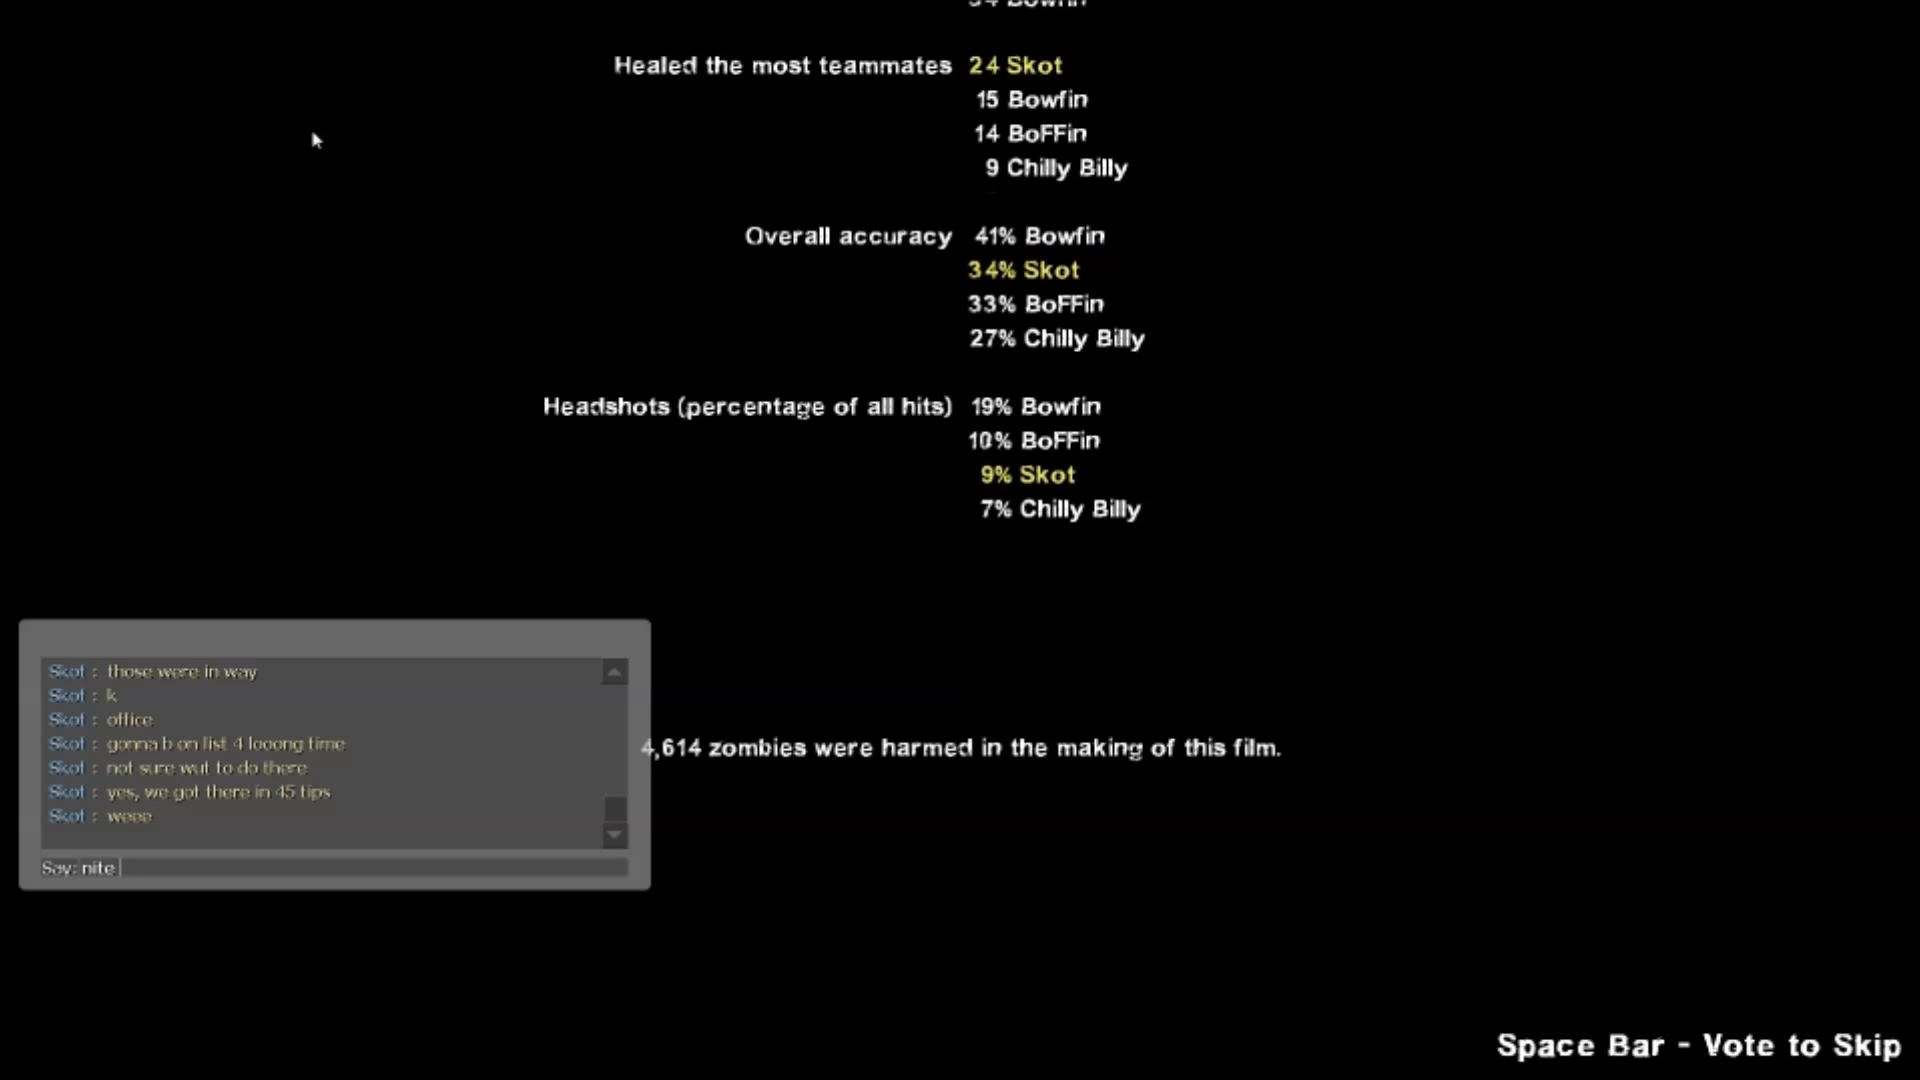 Bowfin
Healed the most teammates 24 Skot
15 Bowfin
14 BoFFin
9 Chilly Billy
Overall accuracy 41% Bowfin
34% Skot
33% BoFFin
27% Chilly Billy
Headshots (percentage of all hits) 19% Bowfin
10% BoFFin
9% Skot
7% Chilly Billy
Skot : those were in way
Skot : k
Skot : office
Skot : gonna b on list 4 looong time
Skot : not sure wut to do there
Skot : yes, we got there in 45 tips
Skot : weee
4,614 zombies were harmed in the making of this film.
Say: nite
Space Bar - Vote to Skip